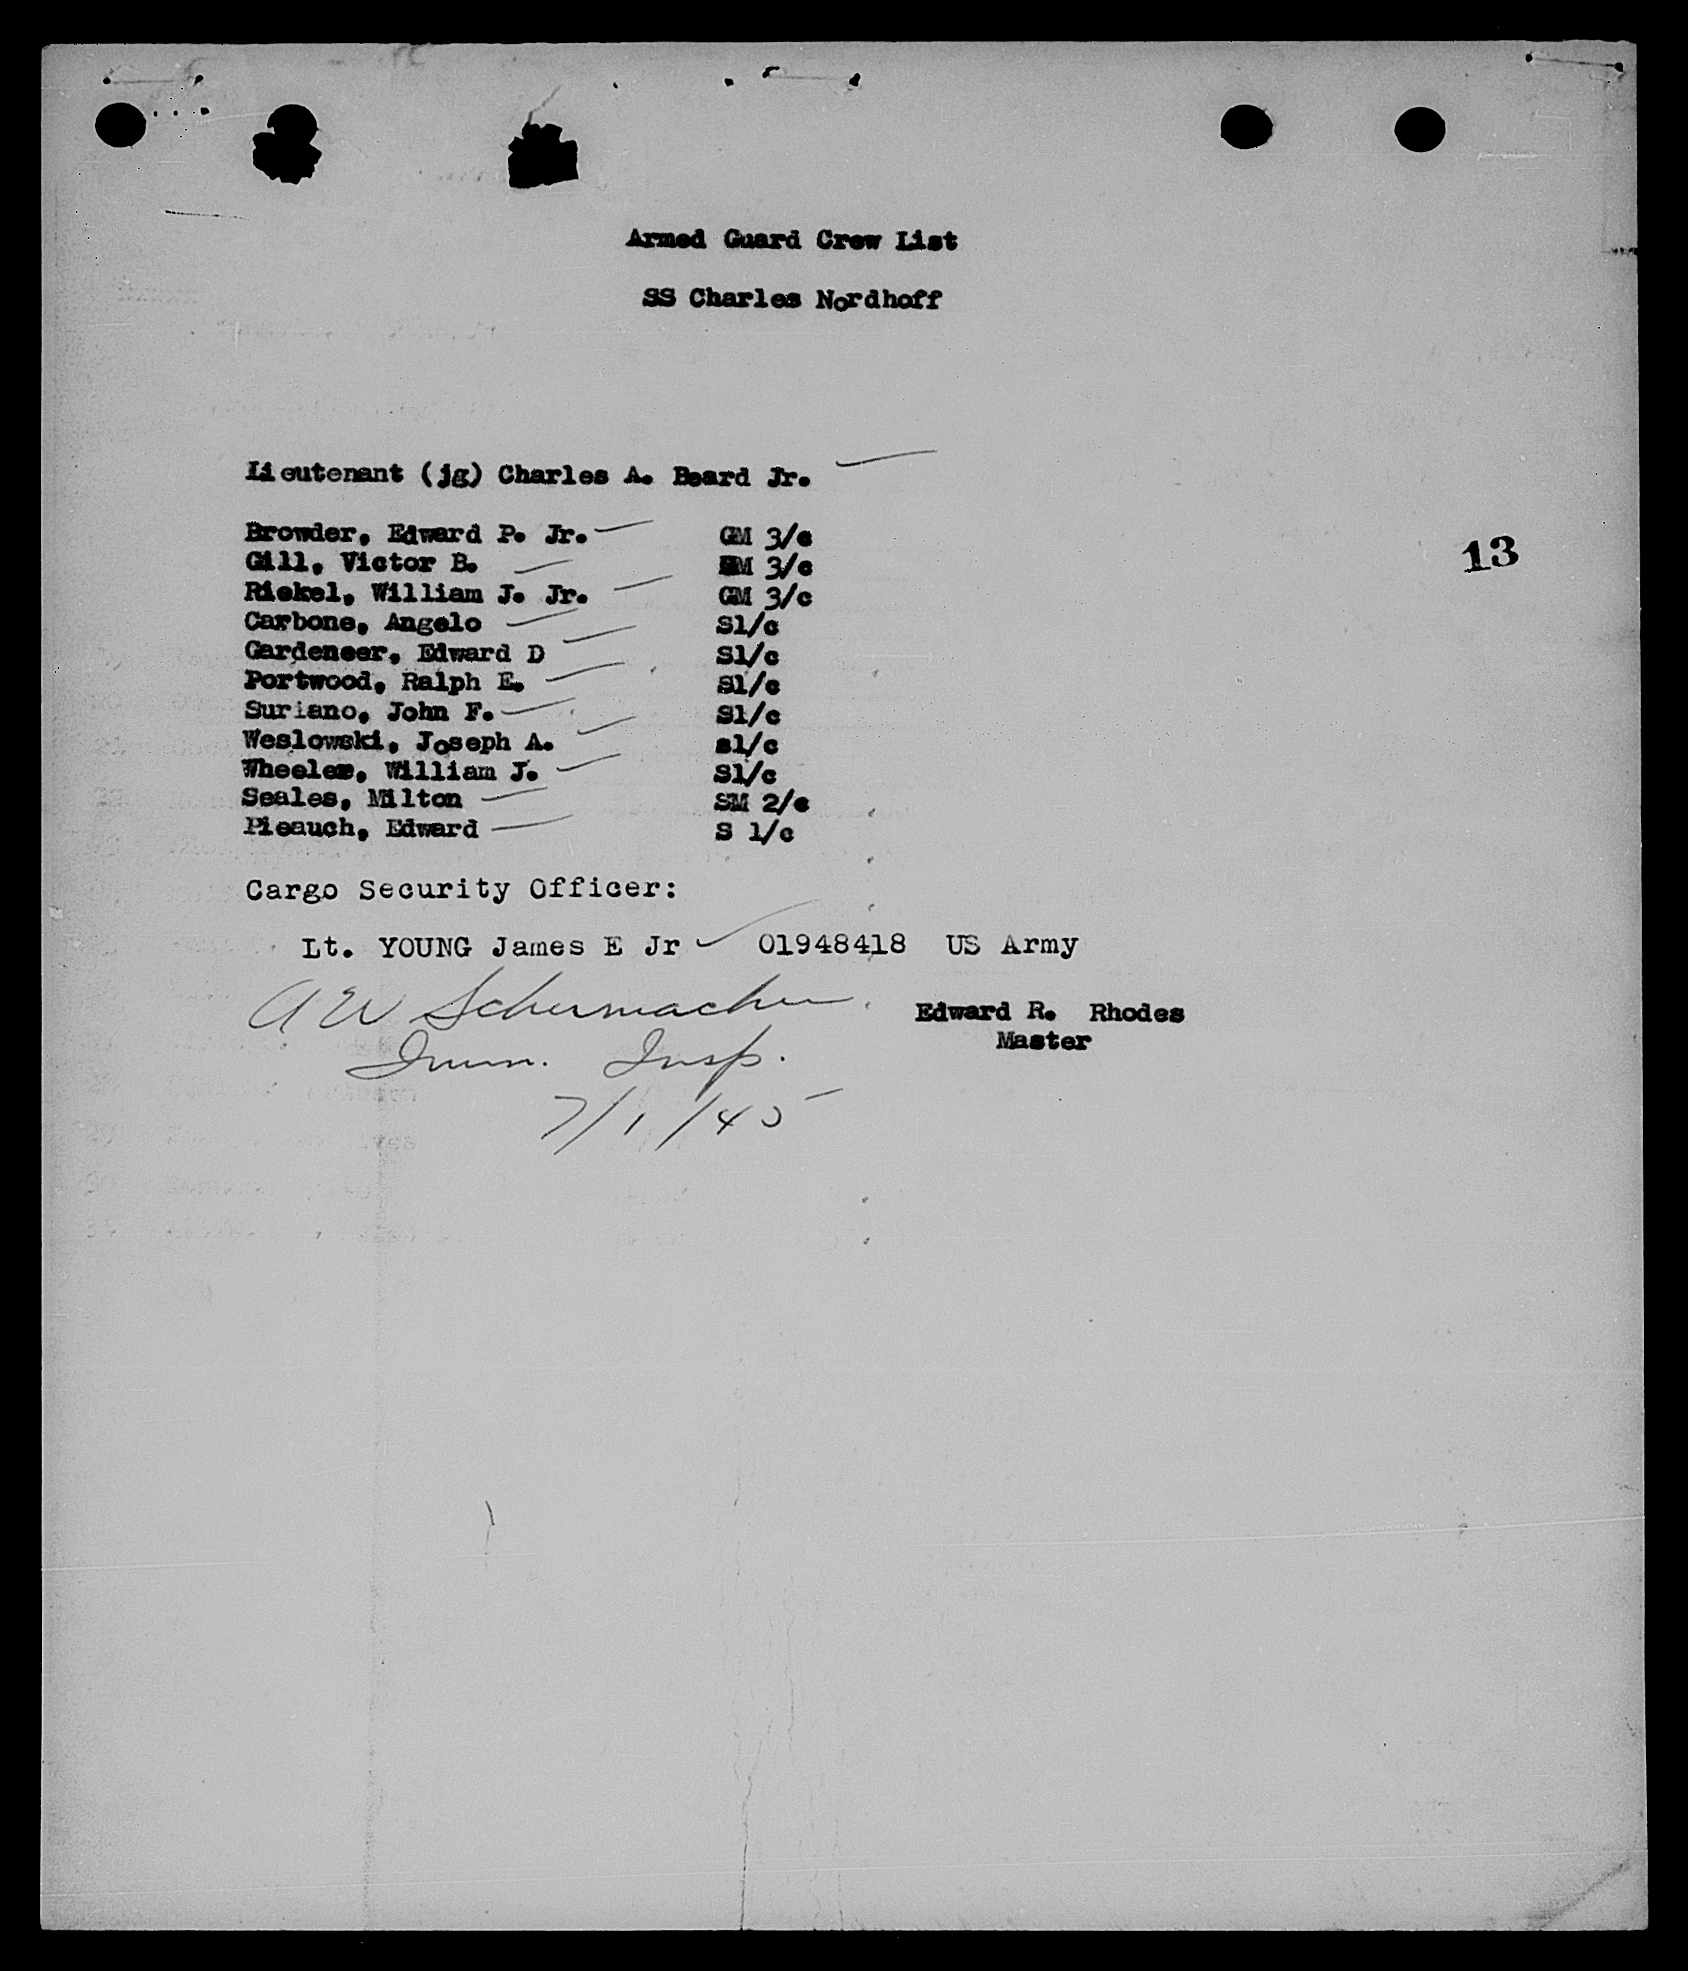 Armed Guard Crew List
SS Charles Nordhoff
Lieutenant (jg) Charles A. Beard Jr.
Browder, Edward P. Jr. GM 3/c
Gill, Victor B. GM 3/c
Riekel, William J. Jr. GM 3/c
13
Carbone, Angelo S1/c
Gardeneer, Edward D S1/c
Portwood, Ralph E. S1/c
Suriano, John F. S1/c
Weslowski, Joseph A. s1/c
Wheeler, William J. S1/c
Seales, Milton SM 2/c
Pieauch, Edward S 1/c
Cargo Security Officer:
Lt. YOUNG James E Jr 01948418 US Army
A W Schermacher
Edward R. Rhodes
Master
Imm. Insp.
7/1/45